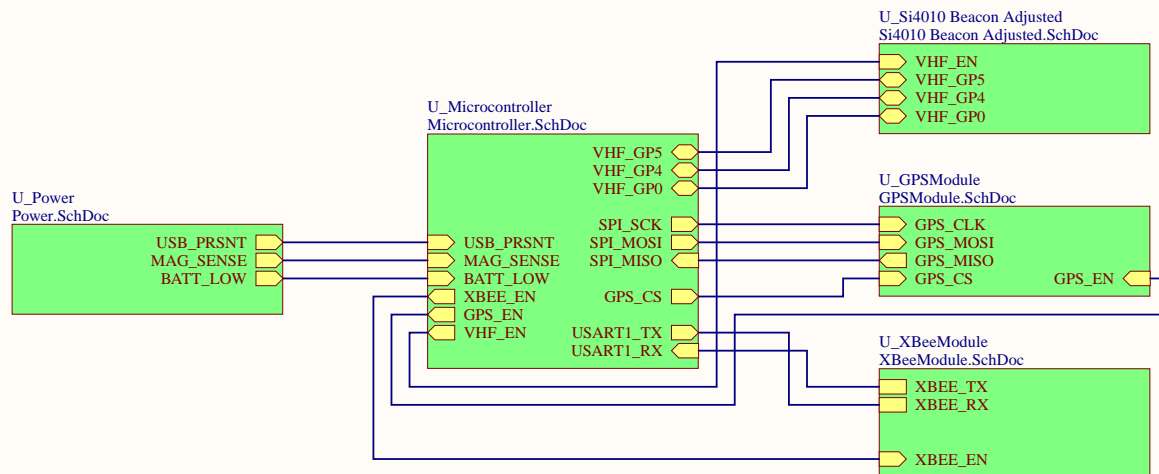 U_Si4010 Beacon Adjusted
Si4010 Beacon Adjusted.SchDoc
VHF_EN
VHF_GP5
VHF_GP4
VHF_GP0
U_Microcontroller
Microcontroller.SchDoc
VHF_GP5
VHF_GP4
VHF_GP0
SPI_SCK
USB_PRSNT SPI_MOSI
MAG_SENSE SPI_MISO
BATT_LOW
XBEE_EN GPS_CS
GPS_EN
VHF_EN USART1_TX
USART1_RX
U_Power
Power.SchDoc
USB_PRSNT
MAG_SENSE
BATT_LOW
U_GPSModule
GPSModule.SchDoc
GPS_CLK
GPS_MOSI
GPS_MISO
GPS_CS GPS_EN
U_XBeeModule
XBeeModule.SchDoc
XBEE_TX
XBEE_RX
XBEE_EN